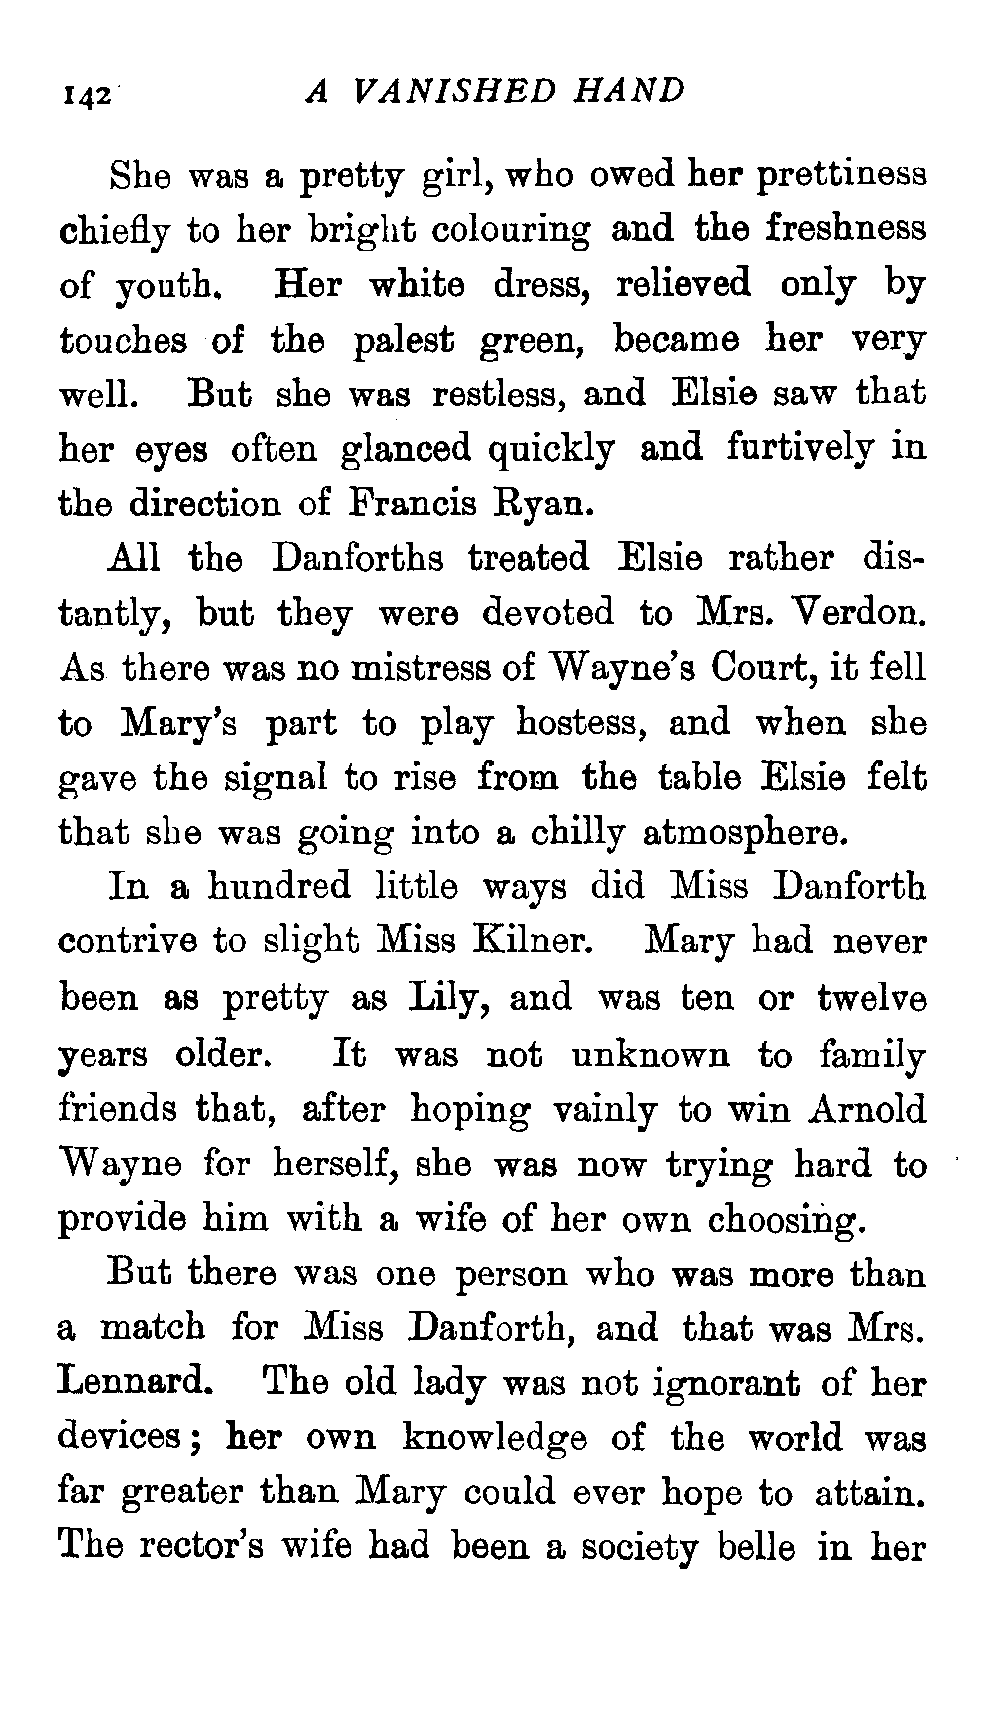 142 A VANISHED HAND
She was a pretty girl, who owed her prettiness
chiefly to her bright colouring and the freshness
of youth. Her white dress, relieved only by
touches of the palest green, became her very
well. But she was restless, and Elsie saw that
her eyes often glanced quickly and furtively in
the direction of Francis Ryan.
All the Danforths treated Elsie rather dis-
tantly, but they were devoted to Mrs. Verdon.
As there was no mistress of Wayne's Court, it fell
to Mary's part to play hostess, and when she
gave the signal to rise from the table Elsie felt
that she was going into a chilly atmosphere.
In a hundred little ways did Miss Danforth
contrive to slight Miss Kilner. Mary had never
been as pretty as Lily, and was ten or twelve
years older. It was not unknown to family
friends that, after hoping vainly to win Arnold
Wayne for herself, she was now trying hard to
provide him with a wife of her own choosing.
But there was one person who was more than
a match for Miss Danforth, and that was Mrs.
Lennard. The old lady was not ignorant of her
devices; her own knowledge of the world was
far greater than Mary could ever hope to attain.
The rector's wife had been a society belle in her